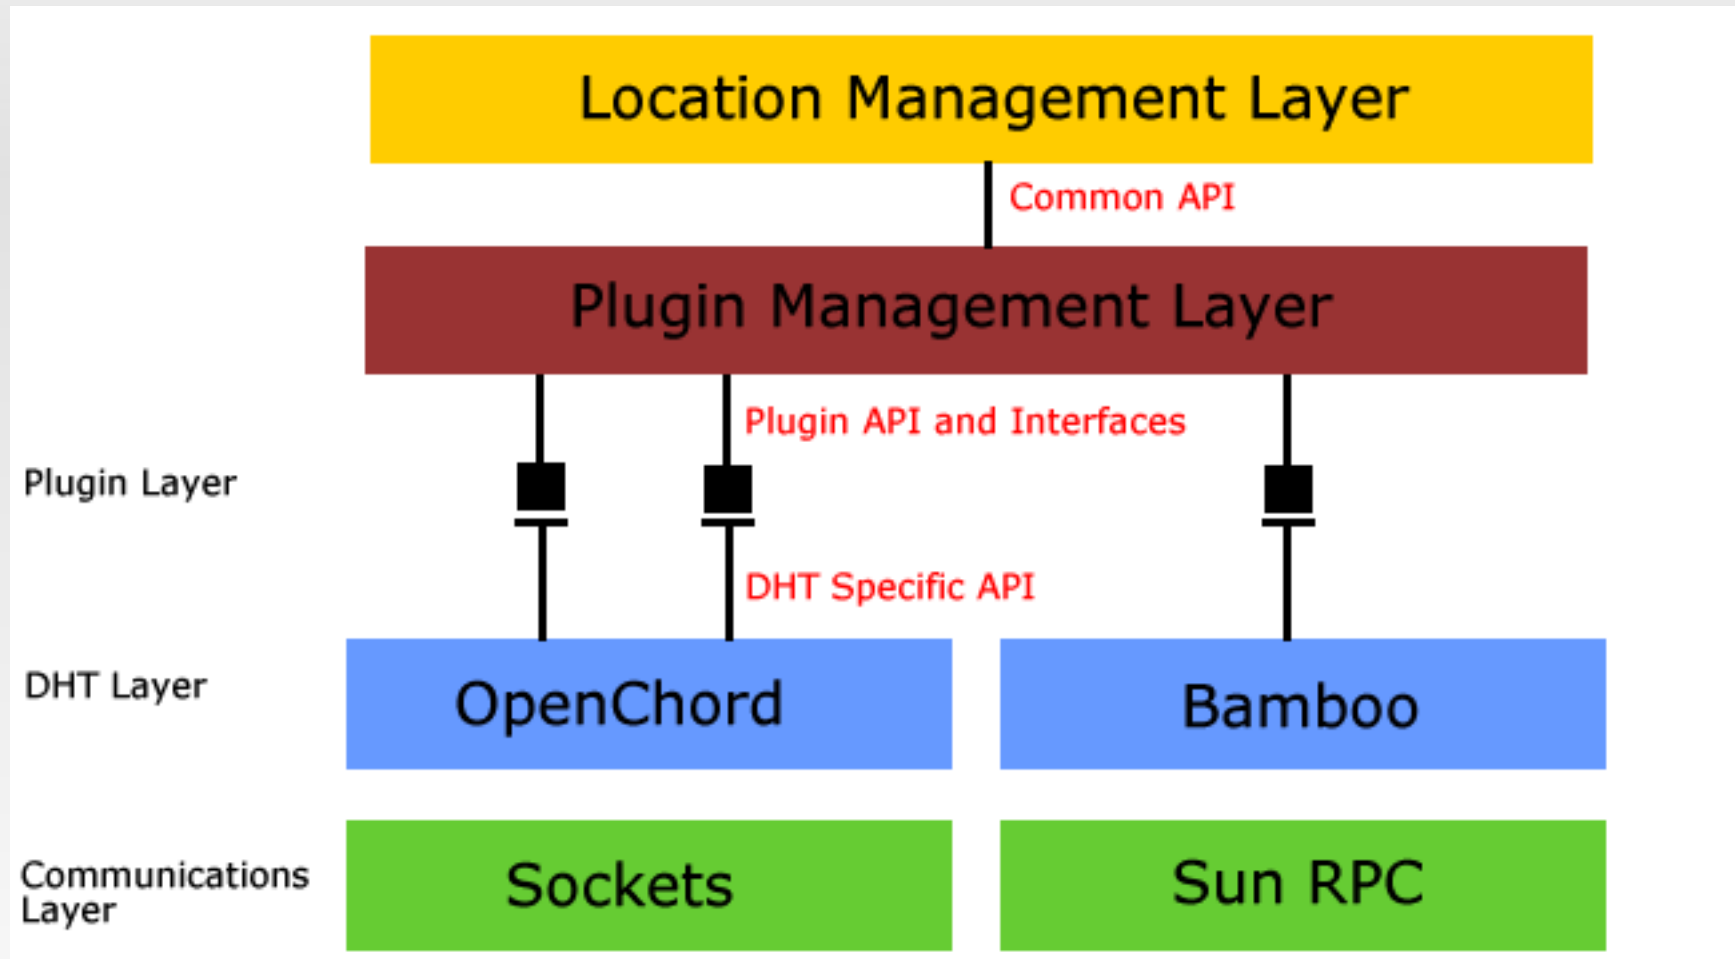 Location Management Layer
Common API
Plugin Management Layer
Plugin API and Interfaces
Plugin Layer
DHT Specific API
DHT Layer
OpenChord
Bamboo
Communications
Layer
Sockets
Sun RPC